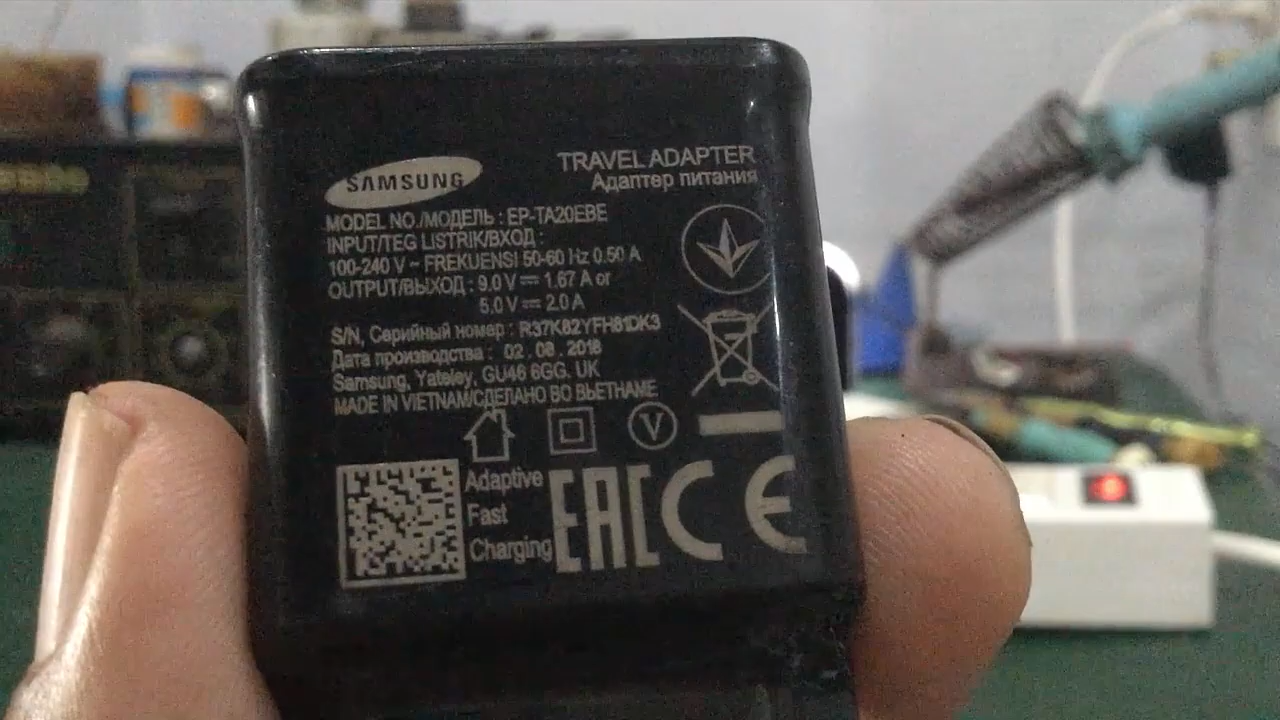 SAMSUNG
TRAVEL ADAPTER
Адаптер питания
MODEL NO./МОДЕЛЬ : EP-TA20EBE
INPUT/TEG LISTRIK/ВХОД :
100-240 V ~ FREKUENSI 50-60 Hz 0.50 A
OUTPUT/ВЫХОД : 9.0 V ⎓ 1.67 A or
5.0 V ⎓ 2.0 A
S/N, Серийный номер : R37K82YFH81DK3
Дата производства : 02 . 08 . 2018
Samsung, Yateley, GU46 6GG. UK
MADE IN VIETNAM/СДЕЛАНО ВО ВЬЕТНАМЕ
V
Adaptive
Fast
Charging
EAC CE